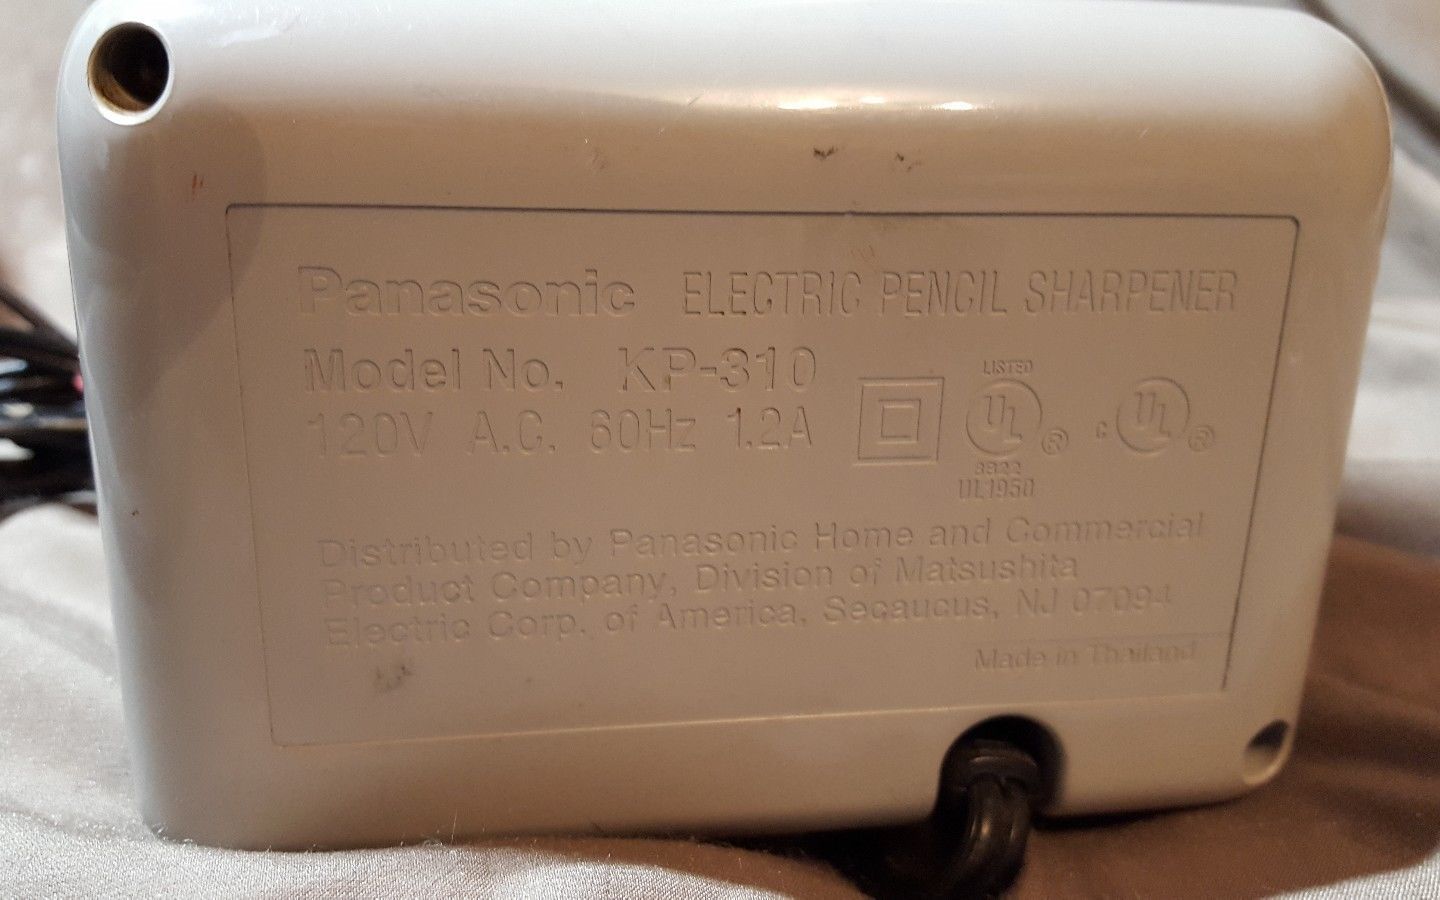 Panasonic ELECTRIC PENCIL SHARPENER
Model No. KP-310
120V A.C. 60Hz 1.2A
LISTED
UL ®
C UL ®
8B22
UL1950
Distributed by Panasonic Home and Commercial
Product Company, Division of Matsushita
Electric Corp. of America, Secaucus, NJ 07094
Made in Thailand